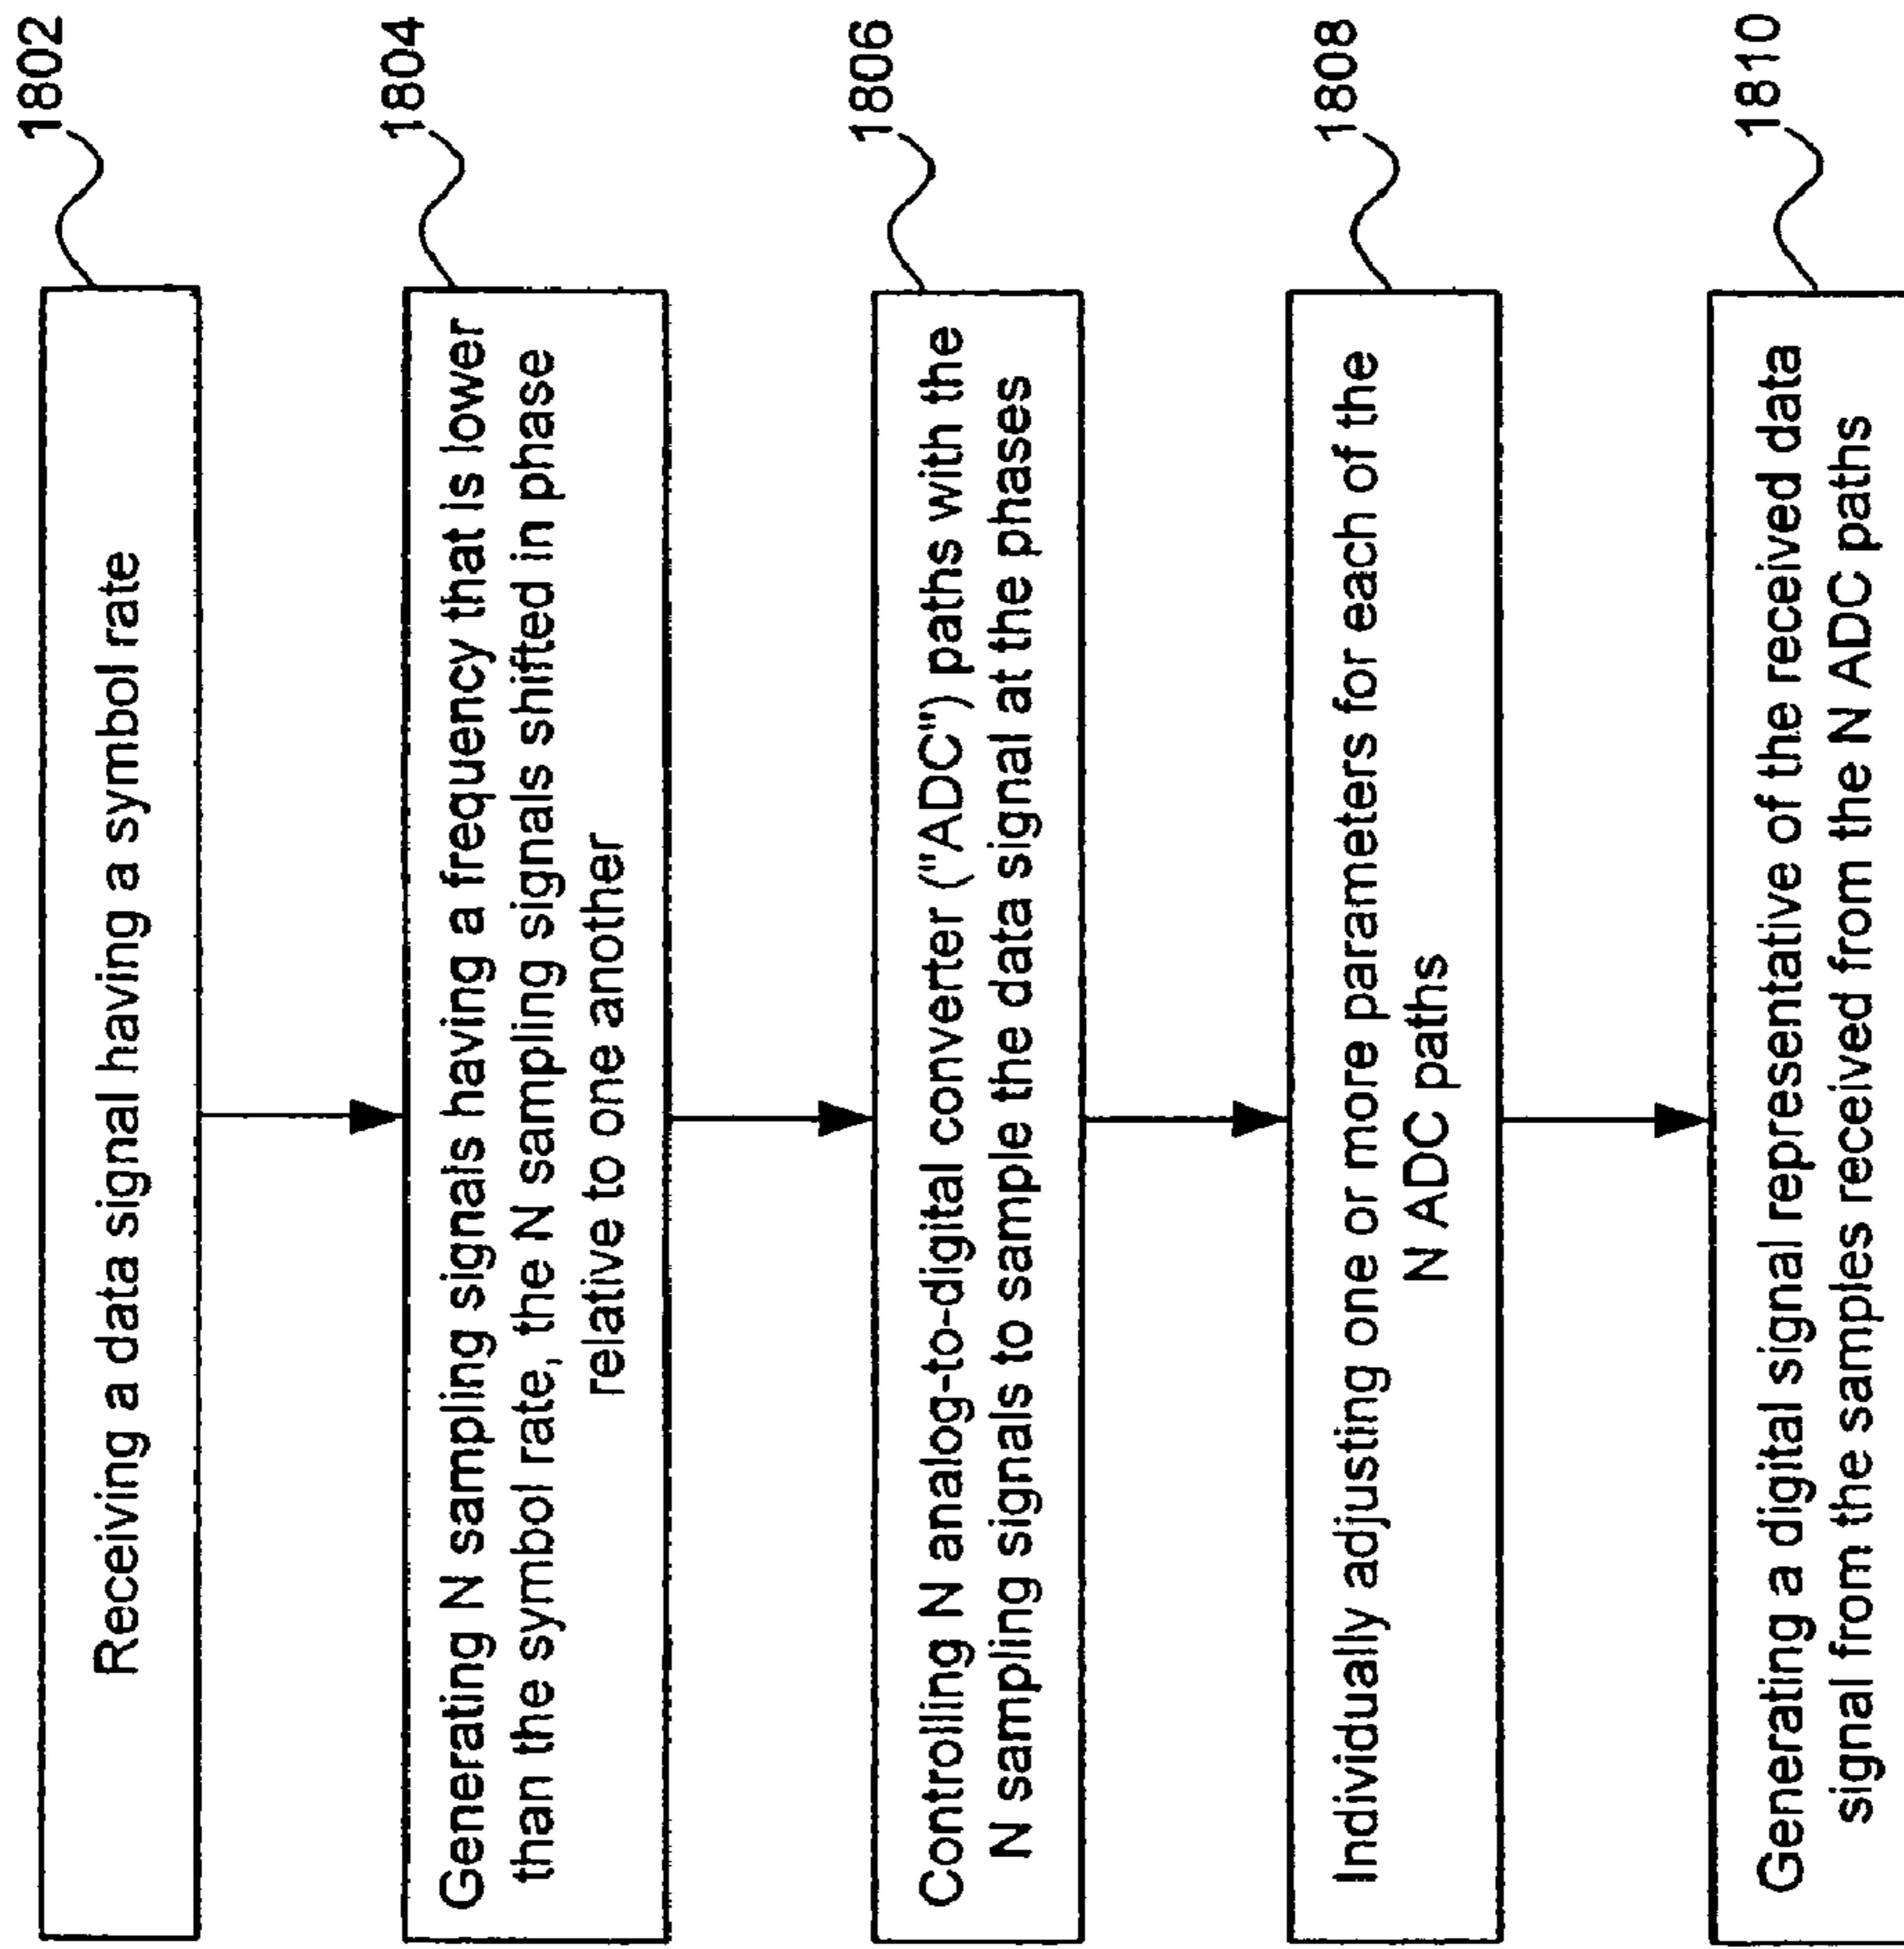 1802
Receiving a data signal having a symbol rate
1804
Generating N sampling signals having a frequency that is lower
than the symbol rate, the N sampling signals shifted in phase
relative to one another
1806
Controlling N analog-to-digital converter ("ADC") paths with the
N sampling signals to sample the data signal at the phases
1808
Individually adjusting one or more parameters for each of the
N ADC paths
1810
Generating a digital signal representative of the received data
signal from the samples received from the N ADC paths